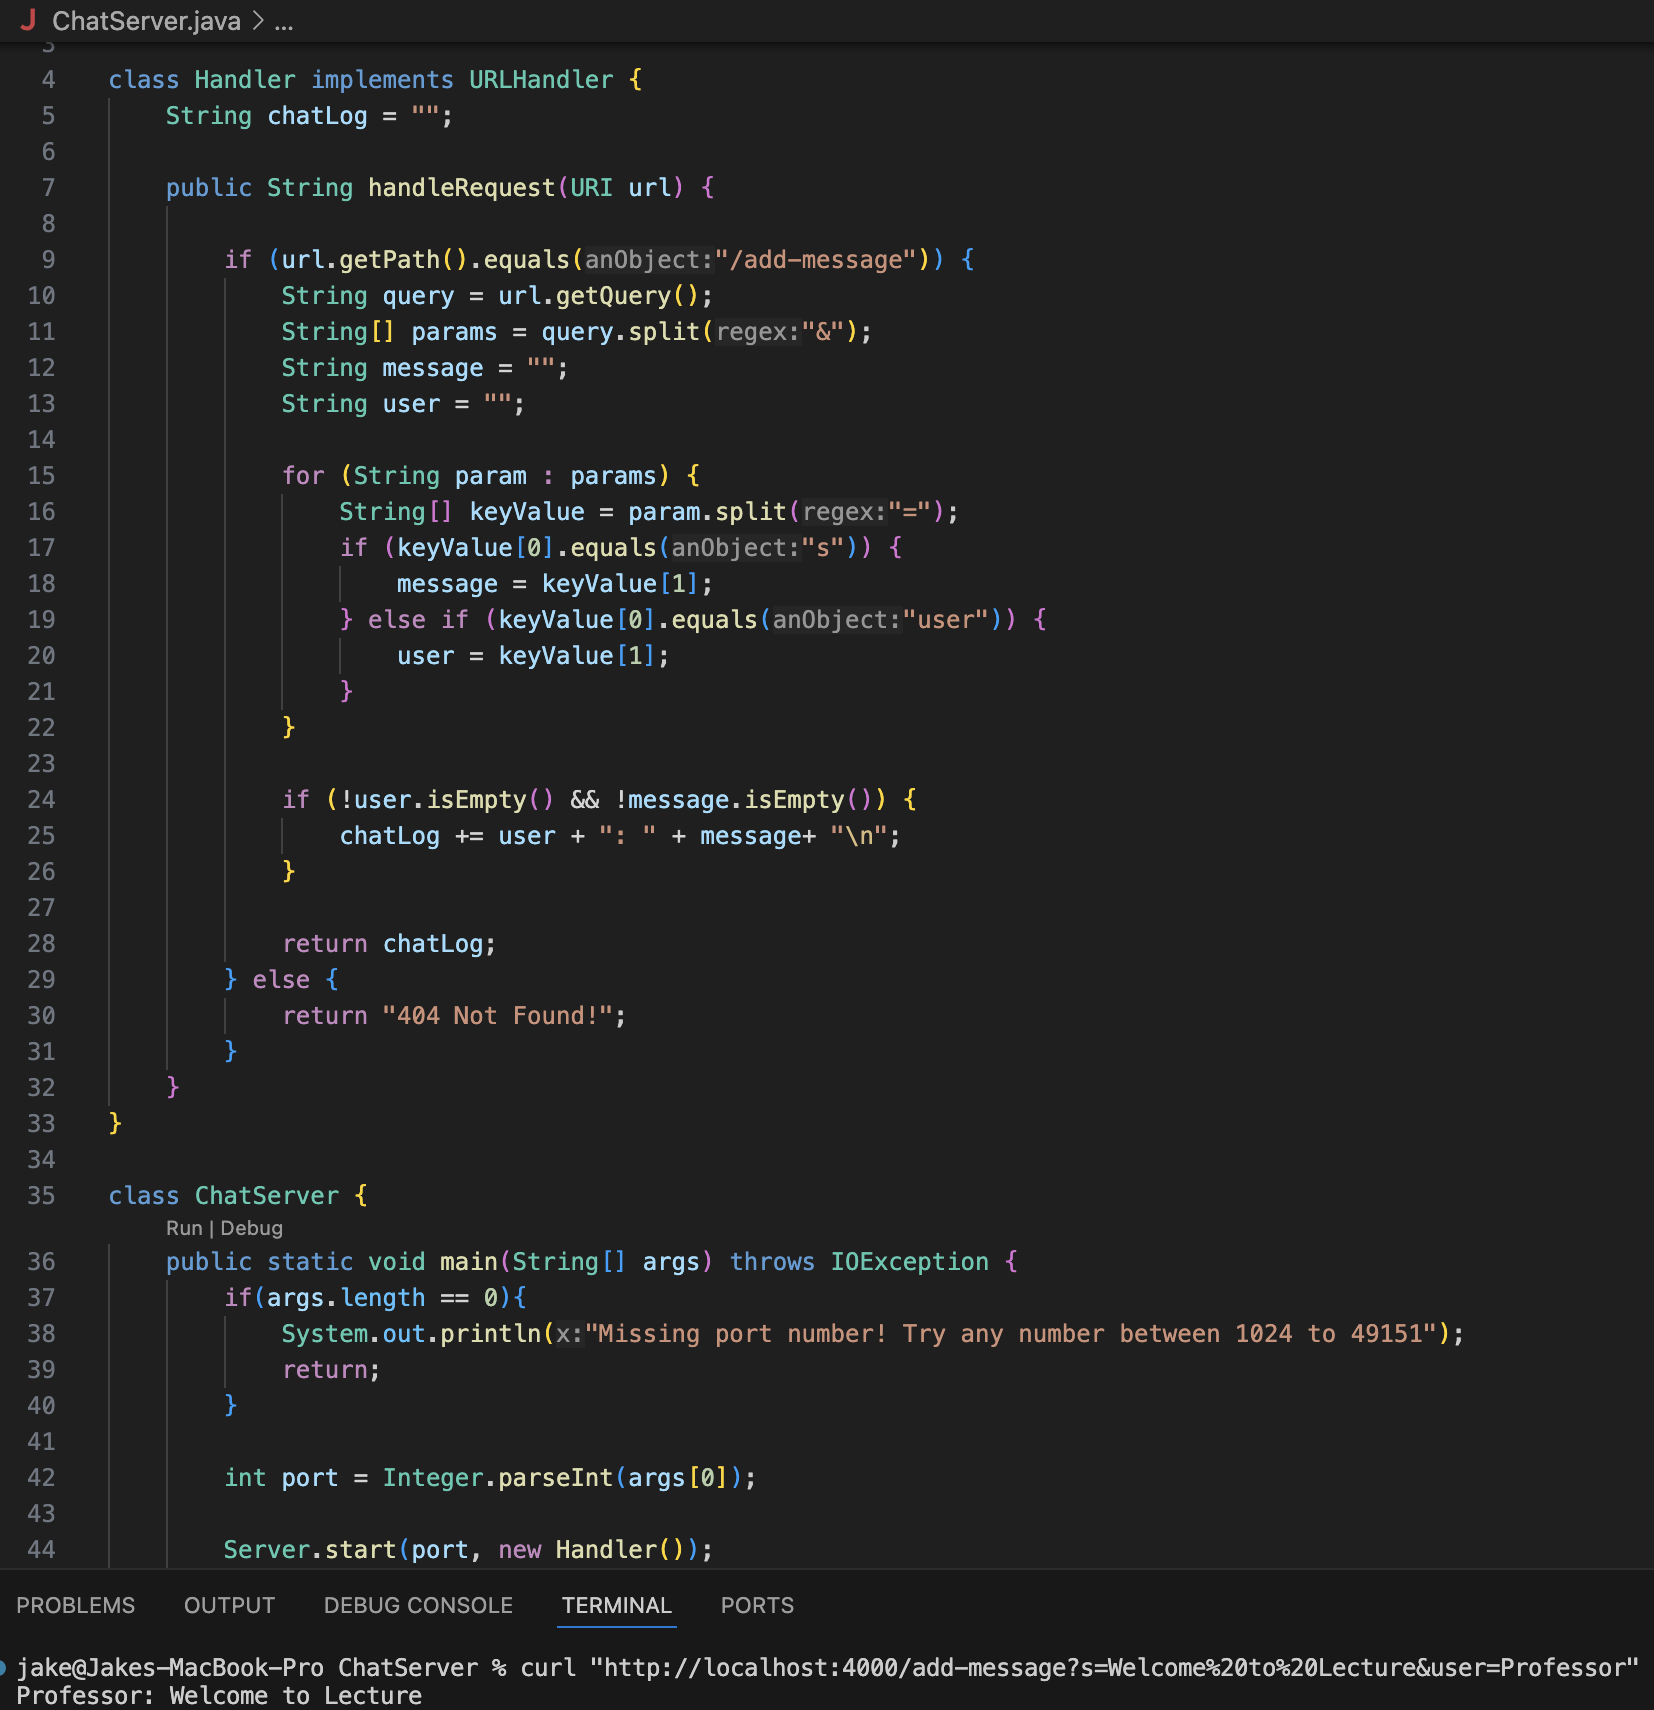 J ChatServer.java > ...
3
4 class Handler implements URLHandler {
5 String chatLog = "";
6
7 public String handleRequest(URI url) {
8
9 if (url.getPath().equals(anObject:"/add-message")) {
10 String query = url.getQuery();
11 String[] params = query.split(regex:"&");
12 String message = "";
13 String user = "";
14
15 for (String param : params) {
16 String[] keyValue = param.split(regex:"=");
17 if (keyValue[0].equals(anObject:"s")) {
18 message = keyValue[1];
19 } else if (keyValue[0].equals(anObject:"user")) {
20 user = keyValue[1];
21 }
22 }
23
24 if (!user.isEmpty() && !message.isEmpty()) {
25 chatLog += user + ": " + message+ "\n";
26 }
27
28 return chatLog;
29 } else {
30 return "404 Not Found!";
31 }
32 }
33 }
34
35 class ChatServer {
Run | Debug
36 public static void main(String[] args) throws IOException {
37 if(args.length == 0){
38 System.out.println(x:"Missing port number! Try any number between 1024 to 49151");
39 return;
40 }
41
42 int port = Integer.parseInt(args[0]);
43
44 Server.start(port, new Handler());
PROBLEMS OUTPUT DEBUG CONSOLE TERMINAL PORTS
jake@Jakes-MacBook-Pro ChatServer % curl "http://localhost:4000/add-message?s=Welcome%20to%20Lecture&user=Professor"
Professor: Welcome to Lecture